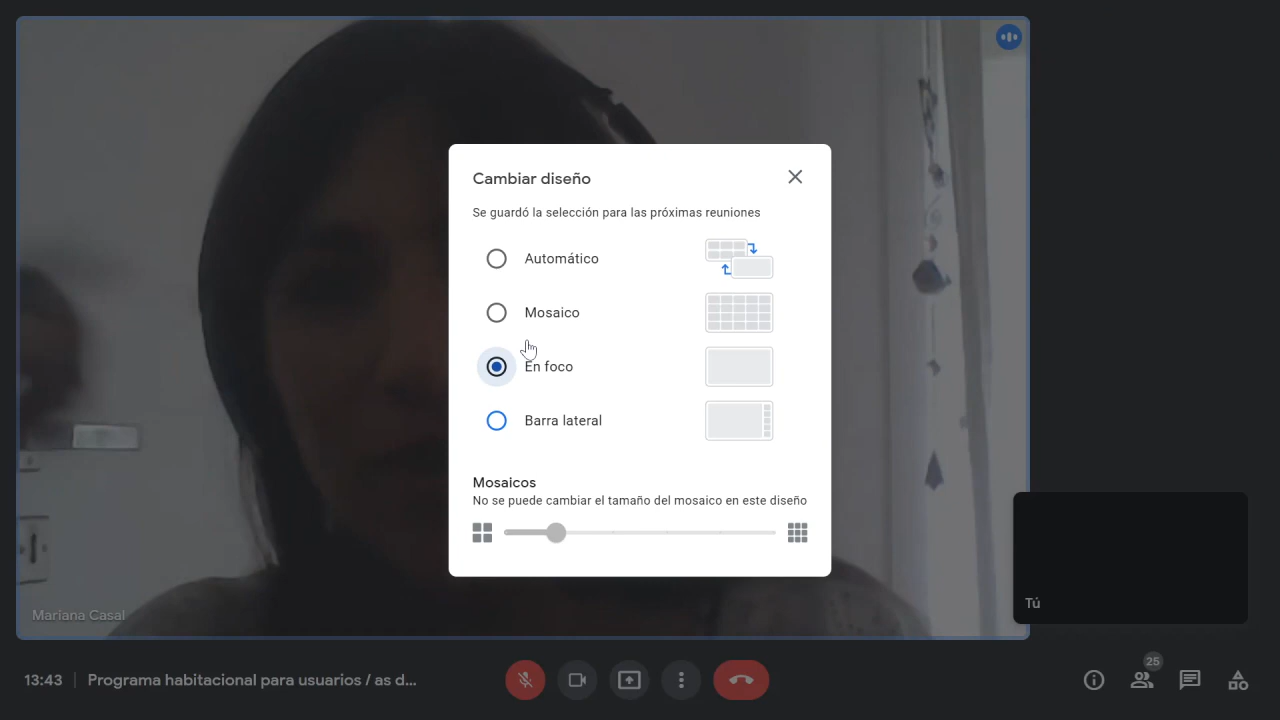 Cambiar diseño
Se guardó la selección para las próximas reuniones
Automático
Mosaico
En foco
Barra lateral
Mosaicos
No se puede cambiar el tamaño del mosaico en este diseño
Tú
Mariana Casal
13:43
Programa habitacional para usuarios / as d...
25